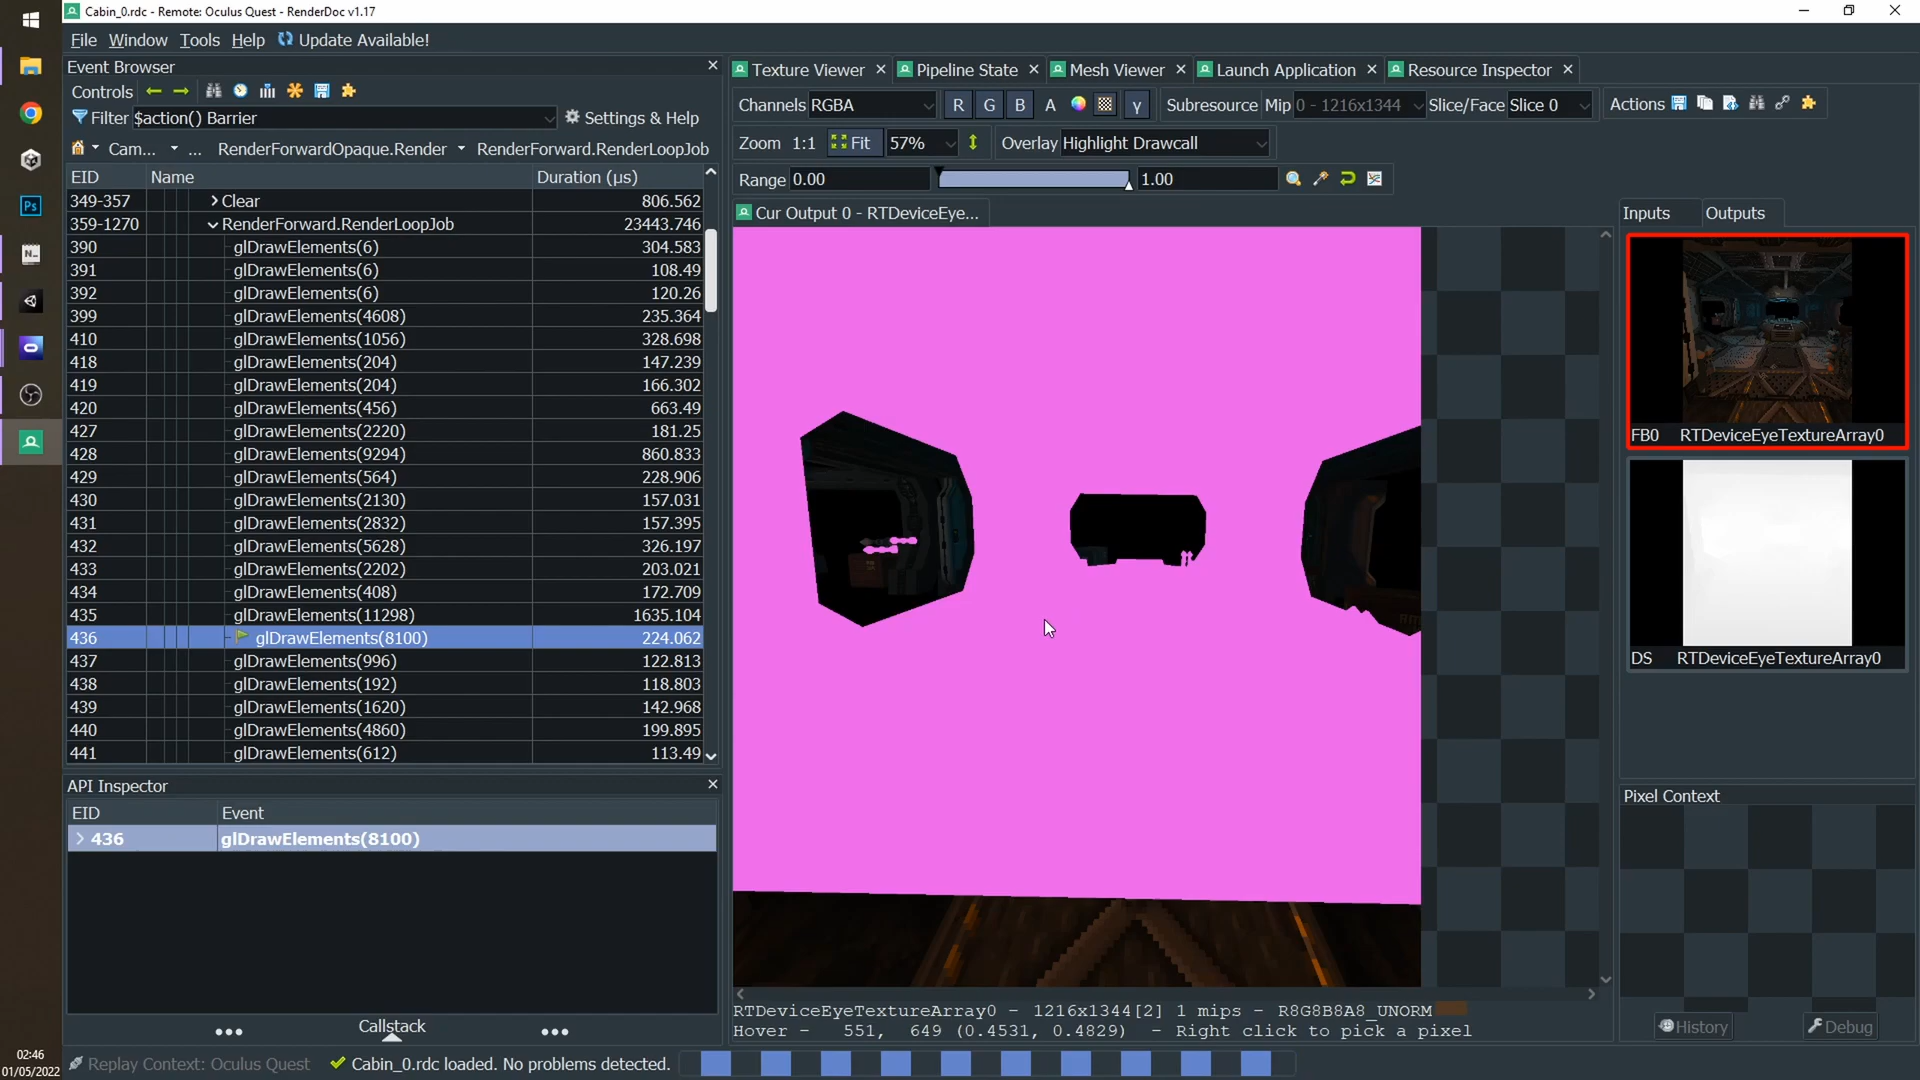 Cabin_0.rdc - Remote: Oculus Quest - RenderDoc v1.17
File Window Tools Help Update Available!
Event Browser
Controls
Filter $action() Barrier Settings & Help
Cam... ... RenderForwardOpaque.Render RenderForward.RenderLoopJob
EID Name Duration (μs)
349-357 Clear 806.562
359-1270 RenderForward.RenderLoopJob 23443.746
390 glDrawElements(6) 304.583
391 glDrawElements(6) 108.49
392 glDrawElements(6) 120.26
399 glDrawElements(4608) 235.364
410 glDrawElements(1056) 328.698
418 glDrawElements(204) 147.239
419 glDrawElements(204) 166.302
420 glDrawElements(456) 663.49
427 glDrawElements(2220) 181.25
428 glDrawElements(9294) 860.833
429 glDrawElements(564) 228.906
430 glDrawElements(2130) 157.031
431 glDrawElements(2832) 157.395
432 glDrawElements(5628) 326.197
433 glDrawElements(2202) 203.021
434 glDrawElements(408) 172.709
435 glDrawElements(11298) 1635.104
436 glDrawElements(8100) 224.062
437 glDrawElements(996) 122.813
438 glDrawElements(192) 118.803
439 glDrawElements(1620) 142.968
440 glDrawElements(4860) 199.895
441 glDrawElements(612) 113.49
API Inspector
EID Event
436 glDrawElements(8100)
Callstack
Texture Viewer Pipeline State Mesh Viewer Launch Application Resource Inspector
Channels RGBA R G B A γ Subresource Mip 0 - 1216x1344 Slice/Face Slice 0 Actions
Zoom 1:1 Fit 57% Overlay Highlight Drawcall
Range 0.00 1.00
Cur Output 0 - RTDeviceEye...
Inputs Outputs
FB0 RTDeviceEyeTextureArray0
DS RTDeviceEyeTextureArray0
Pixel Context
History Debug
RTDeviceEyeTextureArray0 - 1216x1344[2] 1 mips - R8G8B8A8_UNORM
Hover - 551, 649 (0.4531, 0.4829) - Right click to pick a pixel
Replay Context: Oculus Quest Cabin_0.rdc loaded. No problems detected.
Ps
N..
02:46
01/05/2022